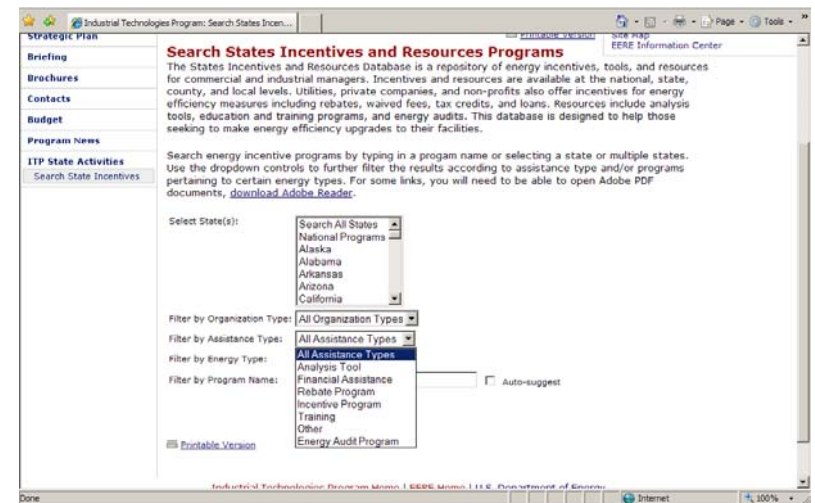 Industrial Technologies Program: Search States Incen...
Page
Tools
Strategic Plan
Briefing
Brochures
Contacts
Budget
Program News
ITP State Activities
Search State Incentives
Printable Version
Site Map
EERE Information Center
Search States Incentives and Resources Programs
The States Incentives and Resources Database is a repository of energy incentives, tools, and resources
for commercial and industrial managers. Incentives and resources are available at the national, state,
county, and local levels. Utilities, private companies, and non-profits also offer incentives for energy
efficiency measures including rebates, waived fees, tax credits, and loans. Resources include analysis
tools, education and training programs, and energy audits. This database is designed to help those
seeking to make energy efficiency upgrades to their facilities.
Search energy incentive programs by typing in a progam name or selecting a state or multiple states.
Use the dropdown controls to further filter the results according to assistance type and/or programs
pertaining to certain energy types. For some links, you will need to be able to open Adobe PDF
documents, download Adobe Reader.
Select State(s):
Search All States
National Programs
Alaska
Alabama
Arkansas
Arizona
California
Filter by Organization Type: All Organization Types
Filter by Assistance Type: All Assistance Types
All Assistance Types
Analysis Tool
Financial Assistance
Rebate Program
Incentive Program
Training
Other
Energy Audit Program
Filter by Energy Type:
Filter by Program Name:
Auto-suggest
Printable Version
Industrial Technologies Program Home | EERE Home | U.S. Department of Energy
Done
Internet
100%